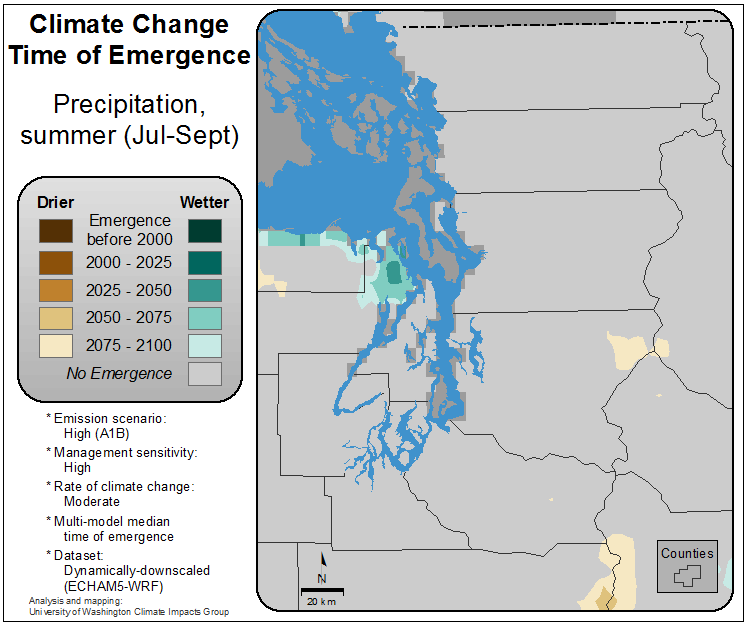 Climate Change
Time of Emergence
Precipitation,
summer (Jul-Sept)
Drier Wetter
Emergence
before 2000
2000 - 2025
2025 - 2050
2050 - 2075
2075 - 2100
No Emergence
* Emission scenario:
High (A1B)
* Management sensitivity:
High
* Rate of climate change:
Moderate
* Multi-model median
time of emergence
* Dataset:
Dynamically-downscaled
(ECHAM5-WRF)
Analysis and mapping:
University of Washington Climate Impacts Group
N
20 km
Counties